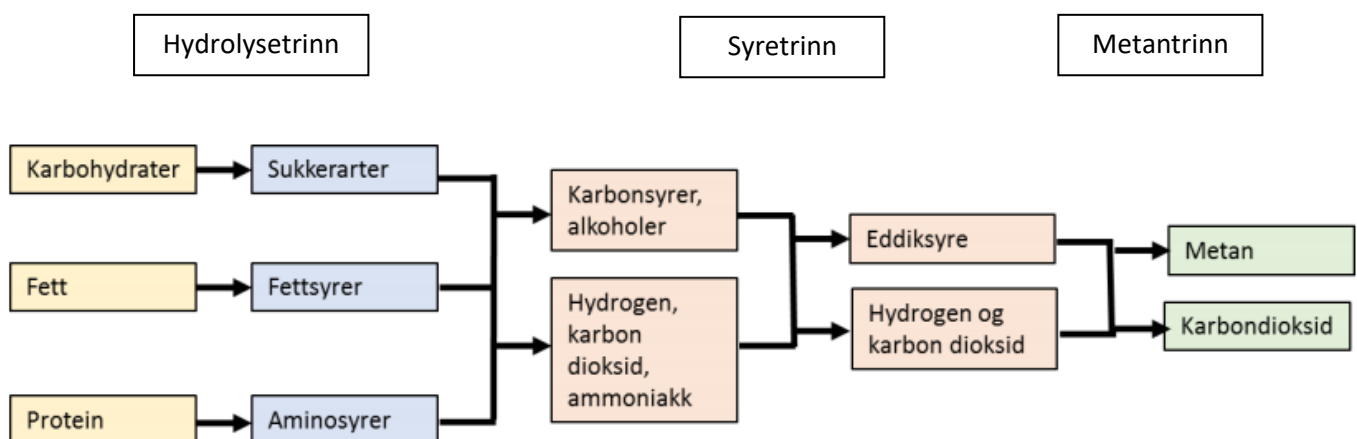 Hydrolysetrinn
Syretrinn
Metantrinn
Karbohydrater
Sukkerarter
Fett
Fettsyrer
Protein
Aminosyrer
Karbonsyrer,
alkoholer
Hydrogen,
karbon
dioksid,
ammoniakk
Eddiksyre
Hydrogen og
karbon dioksid
Metan
Karbondioksid